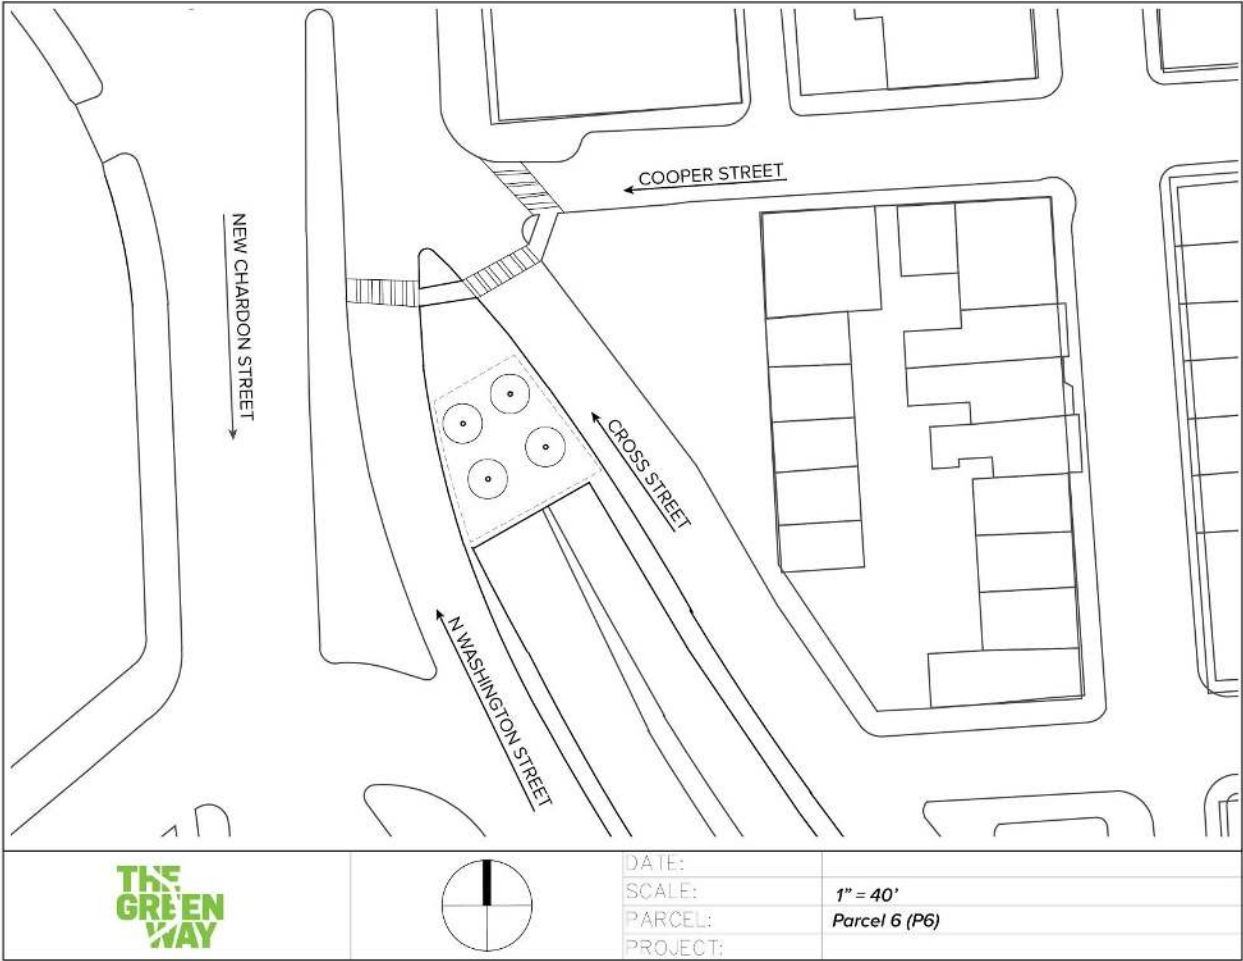 COOPER STREET
NEW CHARDON STREET
CROSS STREET
N WASHINGTON STREET
THE
GREEN
WAY
DATE:
SCALE: 1" = 40'
PARCEL: Parcel 6 (P6)
PROJECT: